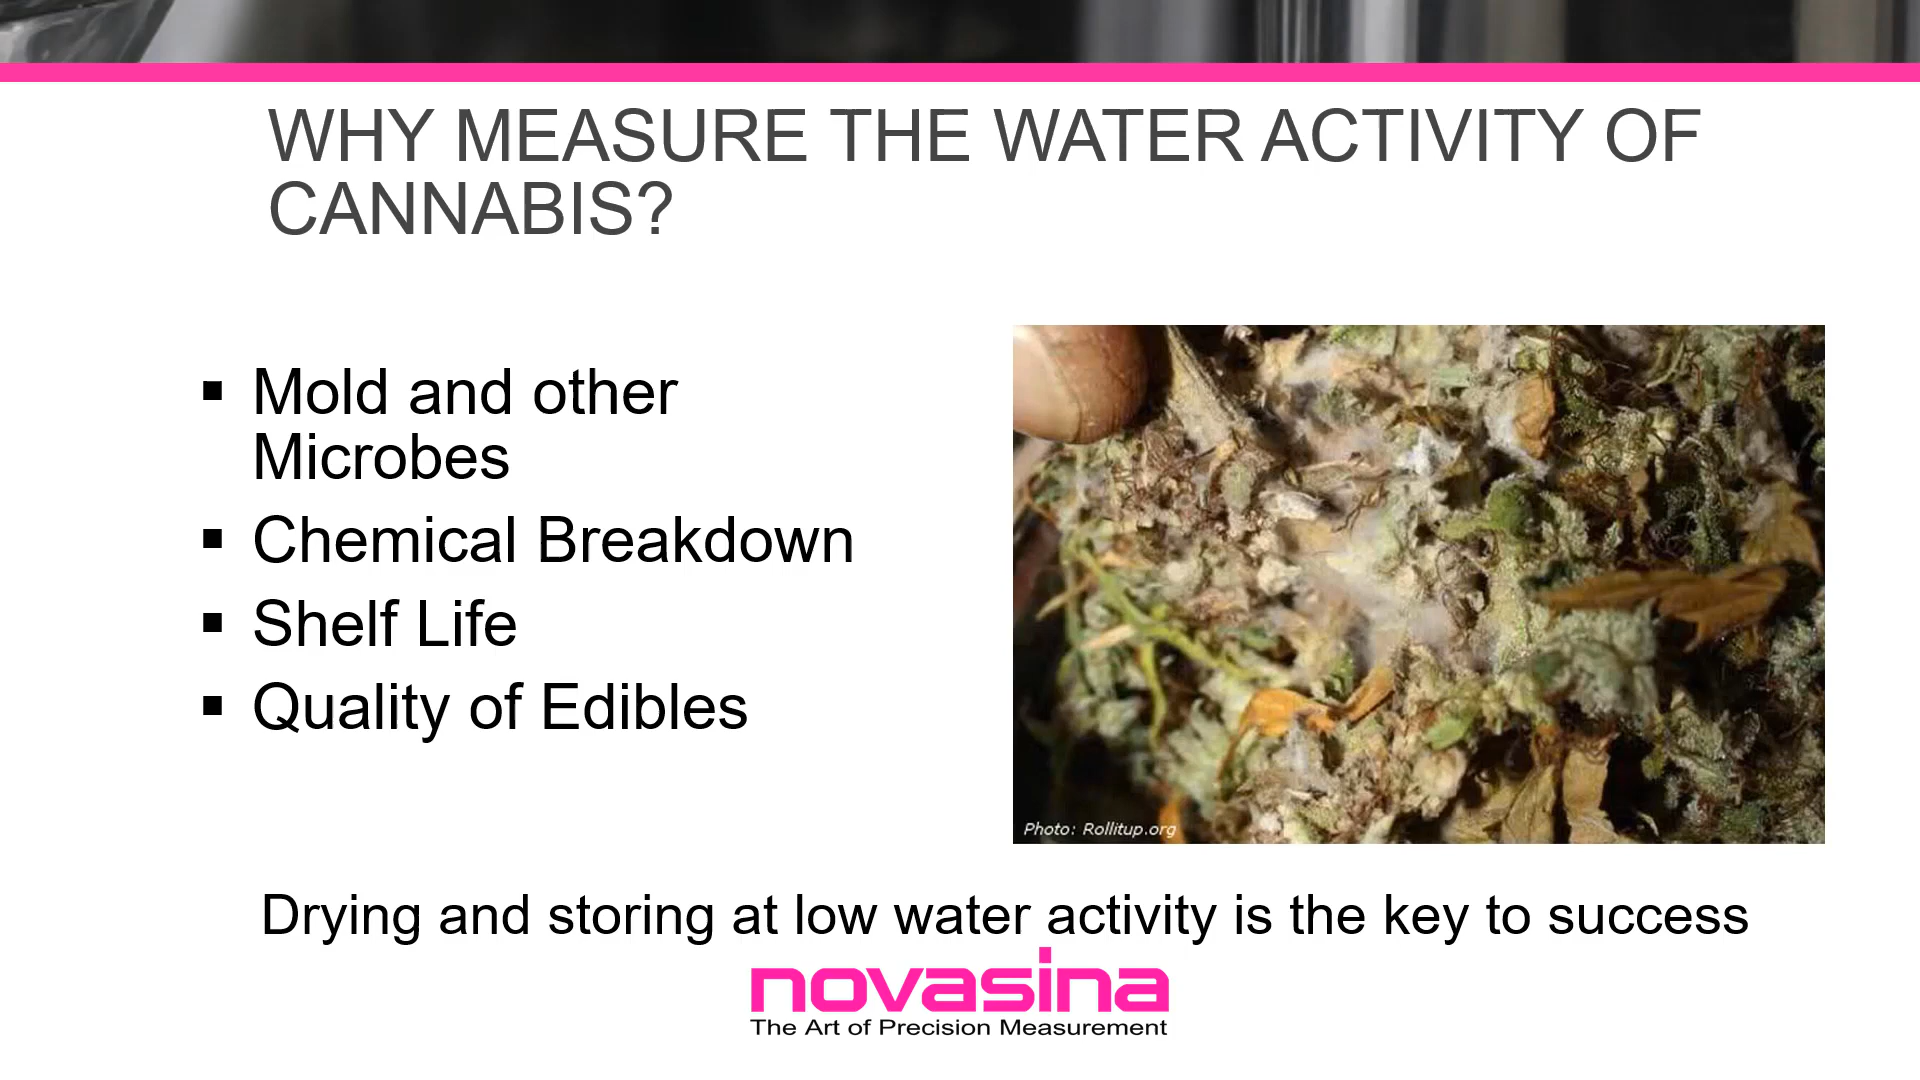 WHY MEASURE THE WATER ACTIVITY OF
CANNABIS?
▪ Mold and other
Microbes
▪ Chemical Breakdown
▪ Shelf Life
▪ Quality of Edibles
Photo: Rollitup.org
Drying and storing at low water activity is the key to success
novasina
The Art of Precision Measurement